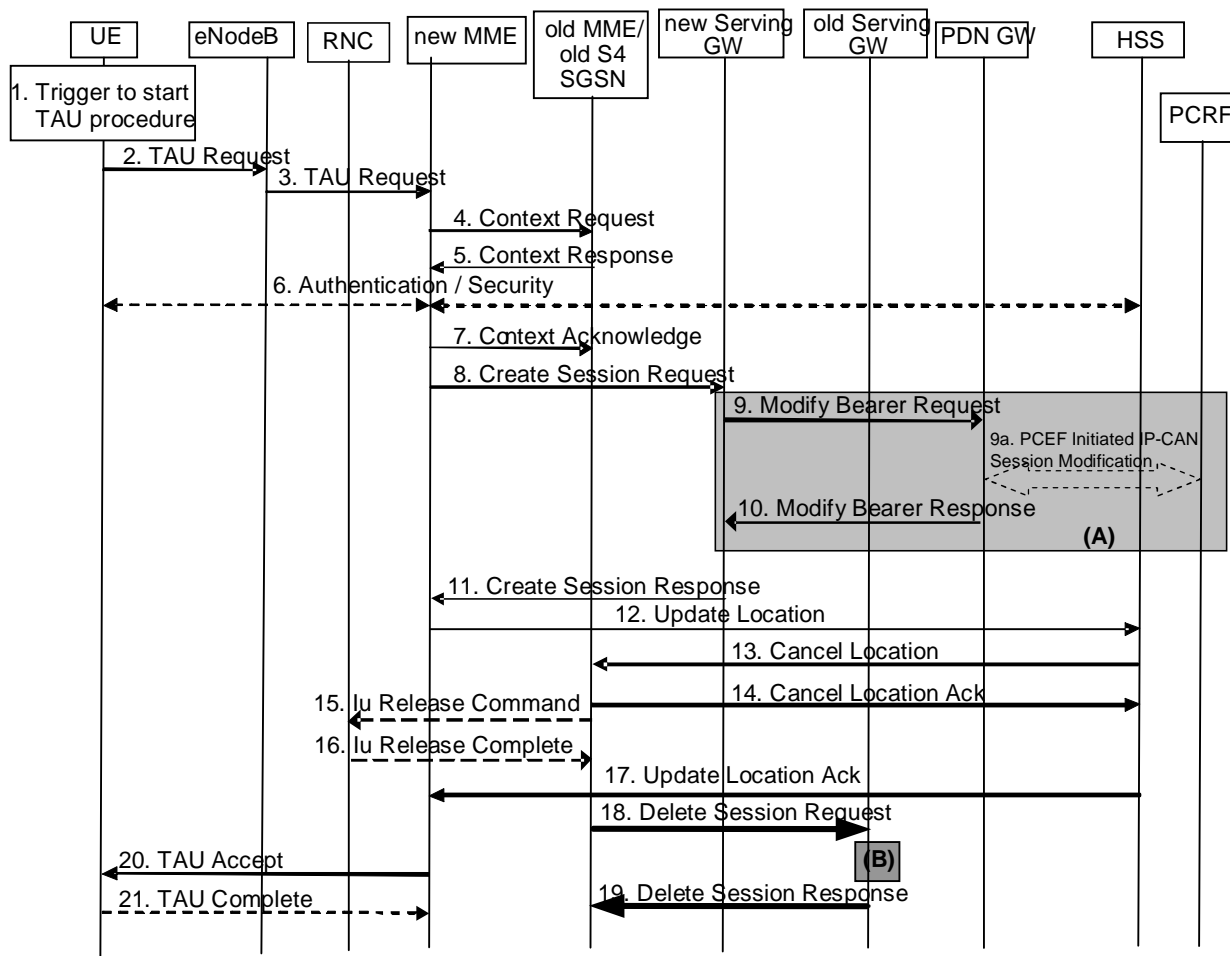 UE
eNodeB
RNC
new MME
old MME/
old S4
SGSN
new Serving
GW
old Serving
GW
PDN GW
HSS
PCRF
1. Trigger to start
TAU procedure
2. TAU Request
3. TAU Request
4. Context Request
5. Context Response
6. Authentication / Security
7. Context Acknowledge
8. Create Session Request
9. Modify Bearer Request
9a. PCEF Initiated IP-CAN
Session Modification
10. Modify Bearer Response
(A)
11. Create Session Response
12. Update Location
13. Cancel Location
14. Cancel Location Ack
15. Iu Release Command
16. Iu Release Complete
17. Update Location Ack
18. Delete Session Request
(B)
20. TAU Accept
19. Delete Session Response
21. TAU Complete